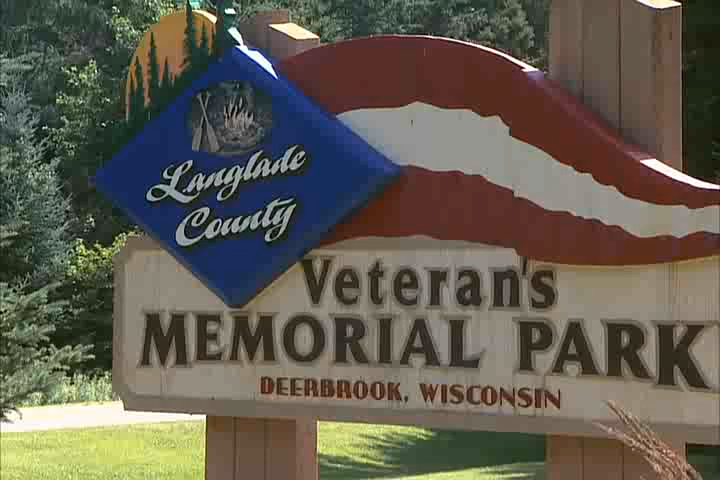 Langlade
County
Veteran's
MEMORIAL PARK
DEERBROOK, WISCONSIN